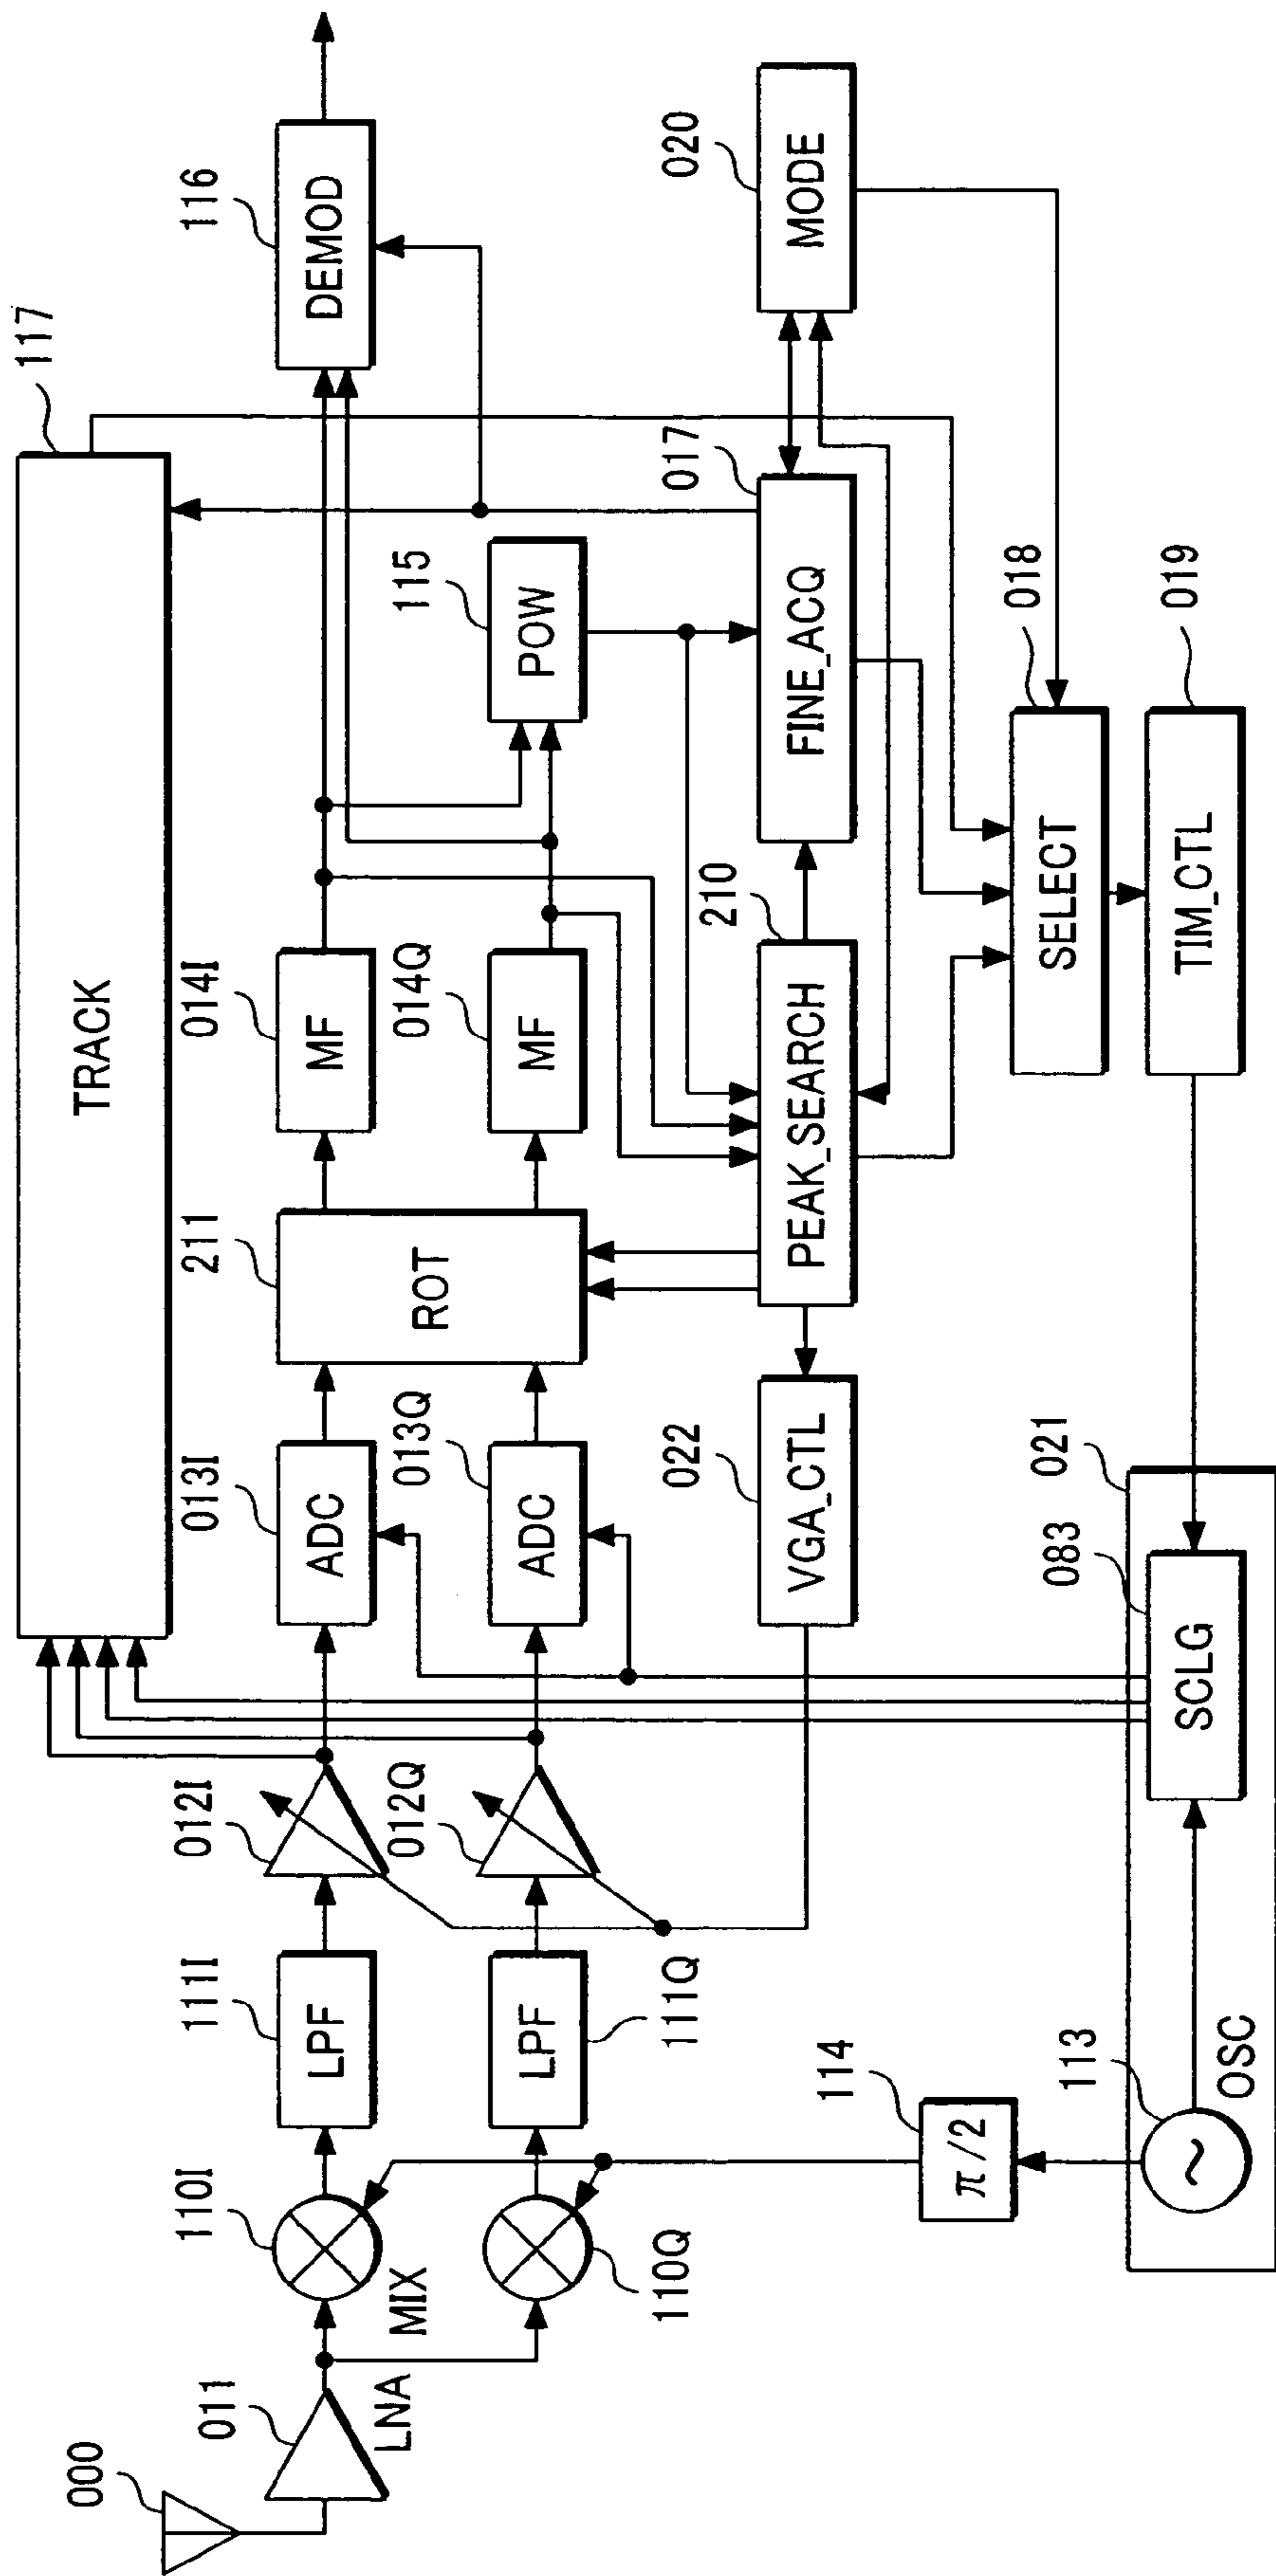 117
TRACK
000
011
LNA
110I
MIX
111I
LPF
012I
013I
ADC
211
ROT
014I
MF
116
DEMOD
110Q
111Q
LPF
012Q
013Q
ADC
014Q
MF
115
POW
022
VGA_CTL
210
PEAK_SEARCH
017
FINE_ACQ
020
MODE
114
π/2
018
SELECT
021
113
OSC
083
SCLG
019
TIM_CTL